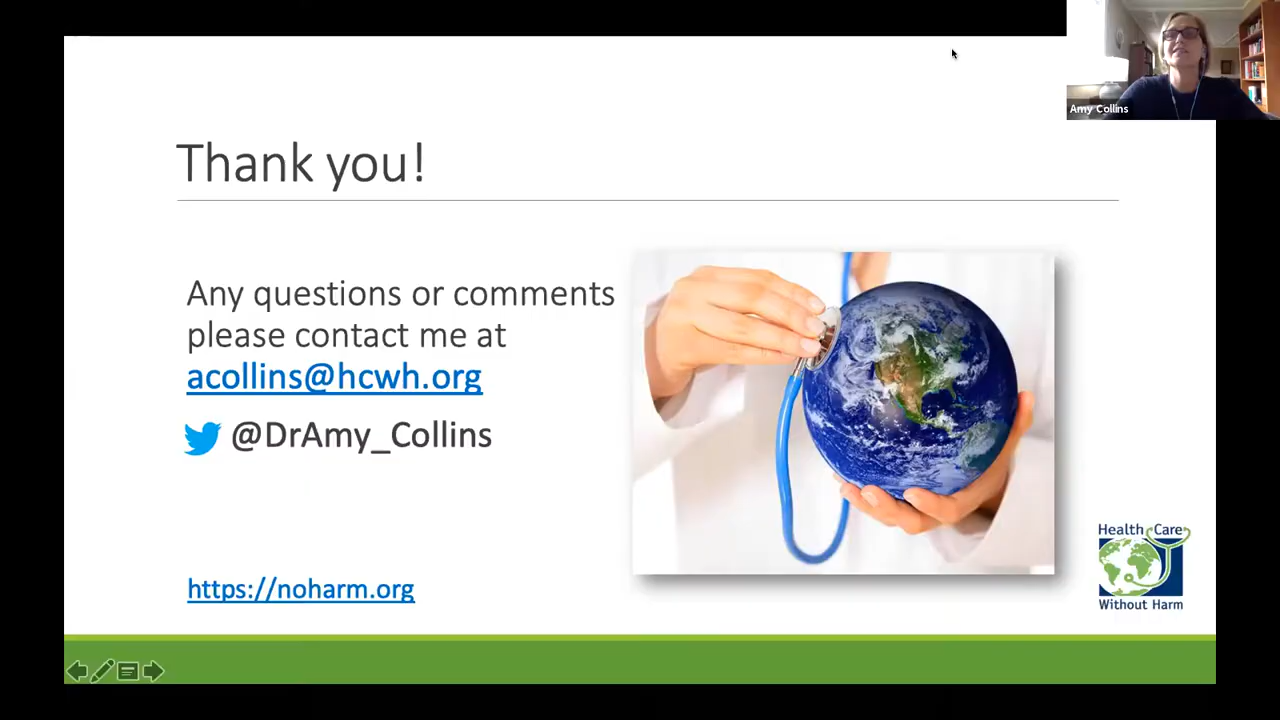 Amy Collins
Thank you!
Any questions or comments
please contact me at
acollins@hcwh.org
@DrAmy_Collins
https://noharm.org
Health Care
Without Harm